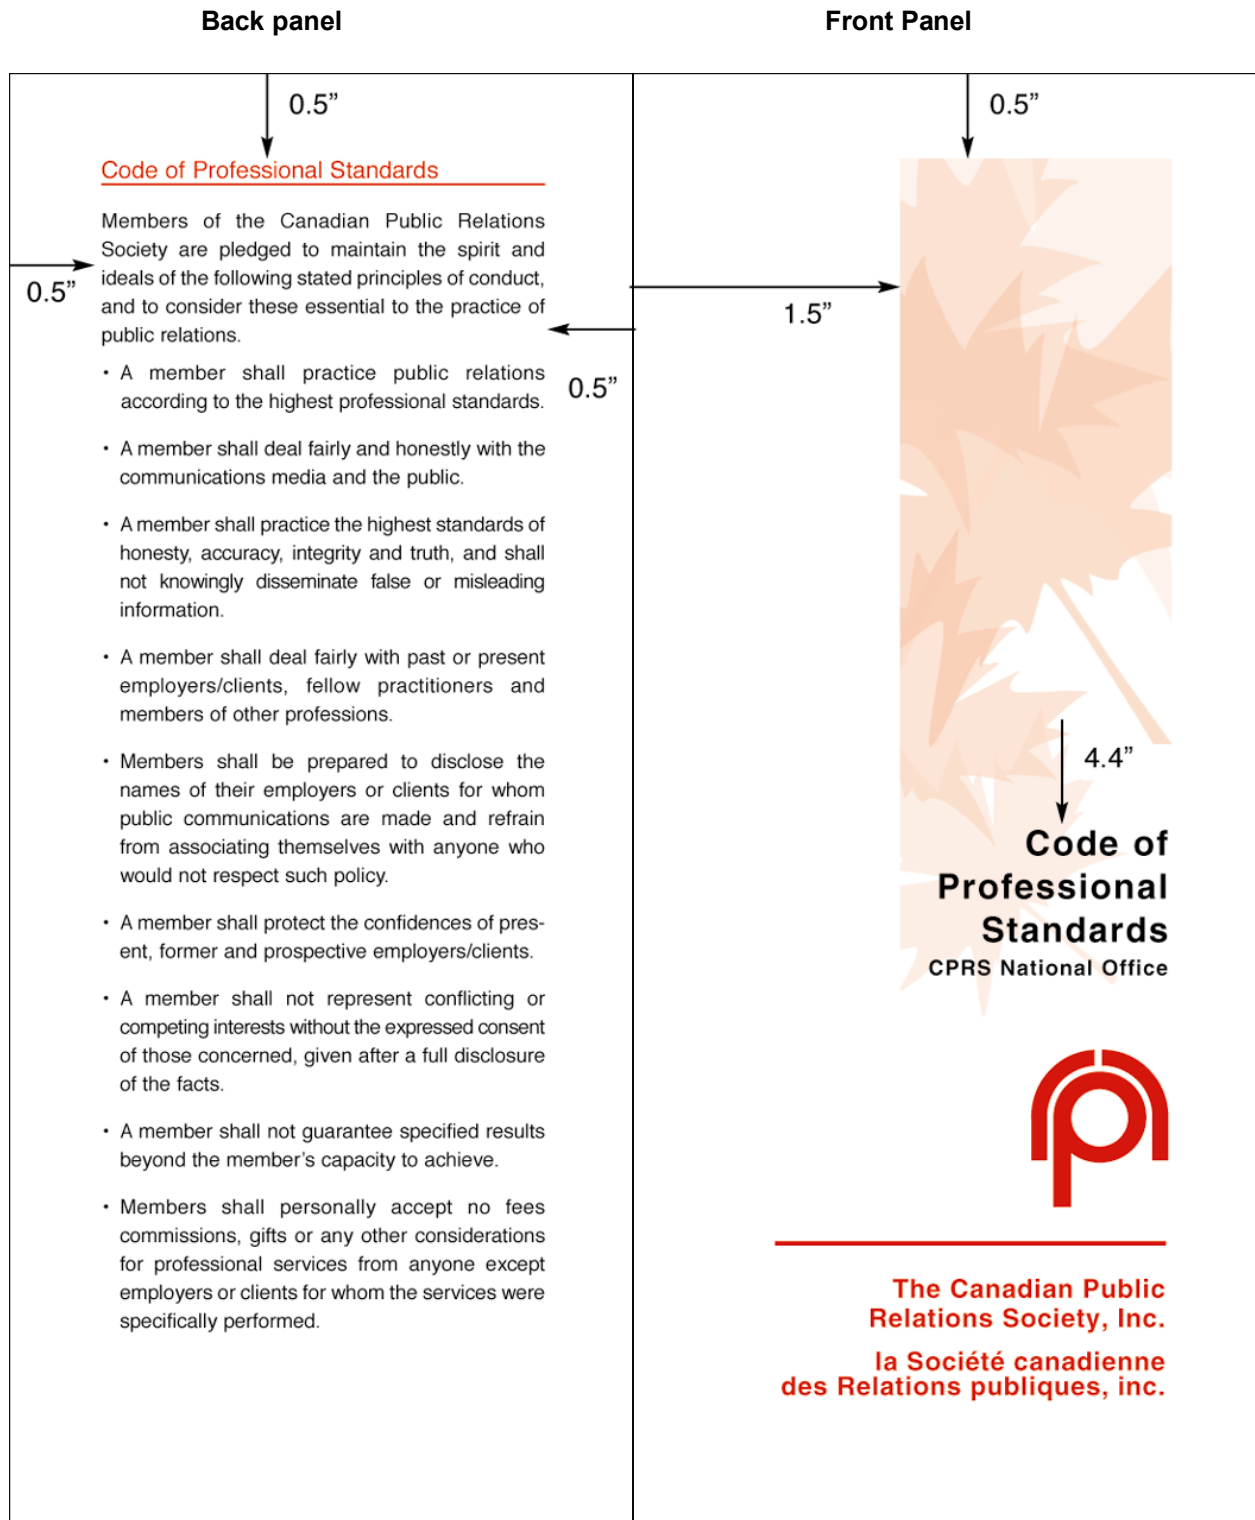 Back panel
Front Panel
0.5”
Code of Professional Standards
Members of the Canadian Public Relations
Society are pledged to maintain the spirit and
ideals of the following stated principles of conduct,
and to consider these essential to the practice of
public relations.
0.5”
0.5”
• A member shall practice public relations
according to the highest professional standards.
• A member shall deal fairly and honestly with the
communications media and the public.
• A member shall practice the highest standards of
honesty, accuracy, integrity and truth, and shall
not knowingly disseminate false or misleading
information.
• A member shall deal fairly with past or present
employers/clients, fellow practitioners and
members of other professions.
• Members shall be prepared to disclose the
names of their employers or clients for whom
public communications are made and refrain
from associating themselves with anyone who
would not respect such policy.
• A member shall protect the confidences of pres-
ent, former and prospective employers/clients.
• A member shall not represent conflicting or
competing interests without the expressed consent
of those concerned, given after a full disclosure
of the facts.
• A member shall not guarantee specified results
beyond the member’s capacity to achieve.
• Members shall personally accept no fees
commissions, gifts or any other considerations
for professional services from anyone except
employers or clients for whom the services were
specifically performed.
0.5”
1.5”
4.4”
Code of
Professional
Standards
CPRS National Office
The Canadian Public
Relations Society, Inc.
la Société canadienne
des Relations publiques, inc.